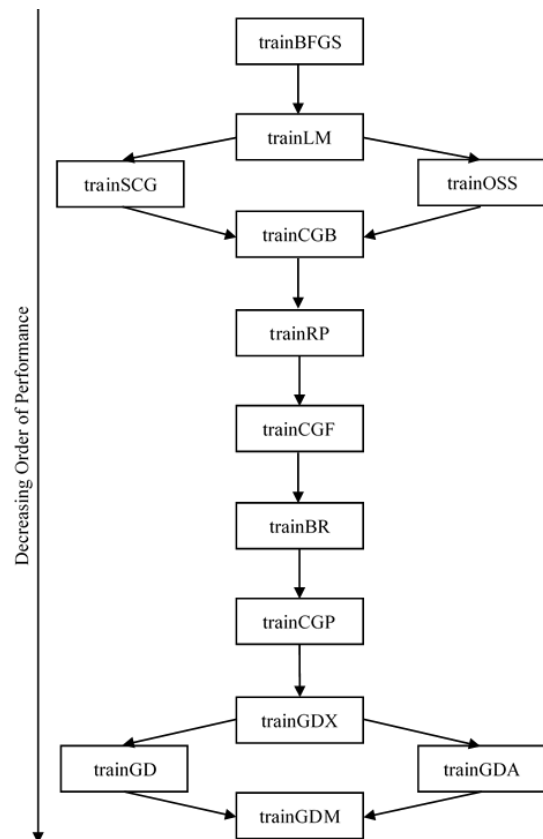 trainBFGS
trainLM
trainSCG
trainOSS
trainCGB
trainRP
trainCGF
trainBR
trainCGP
trainGDX
trainGD
trainGDA
trainGDM
Decreasing Order of Performance